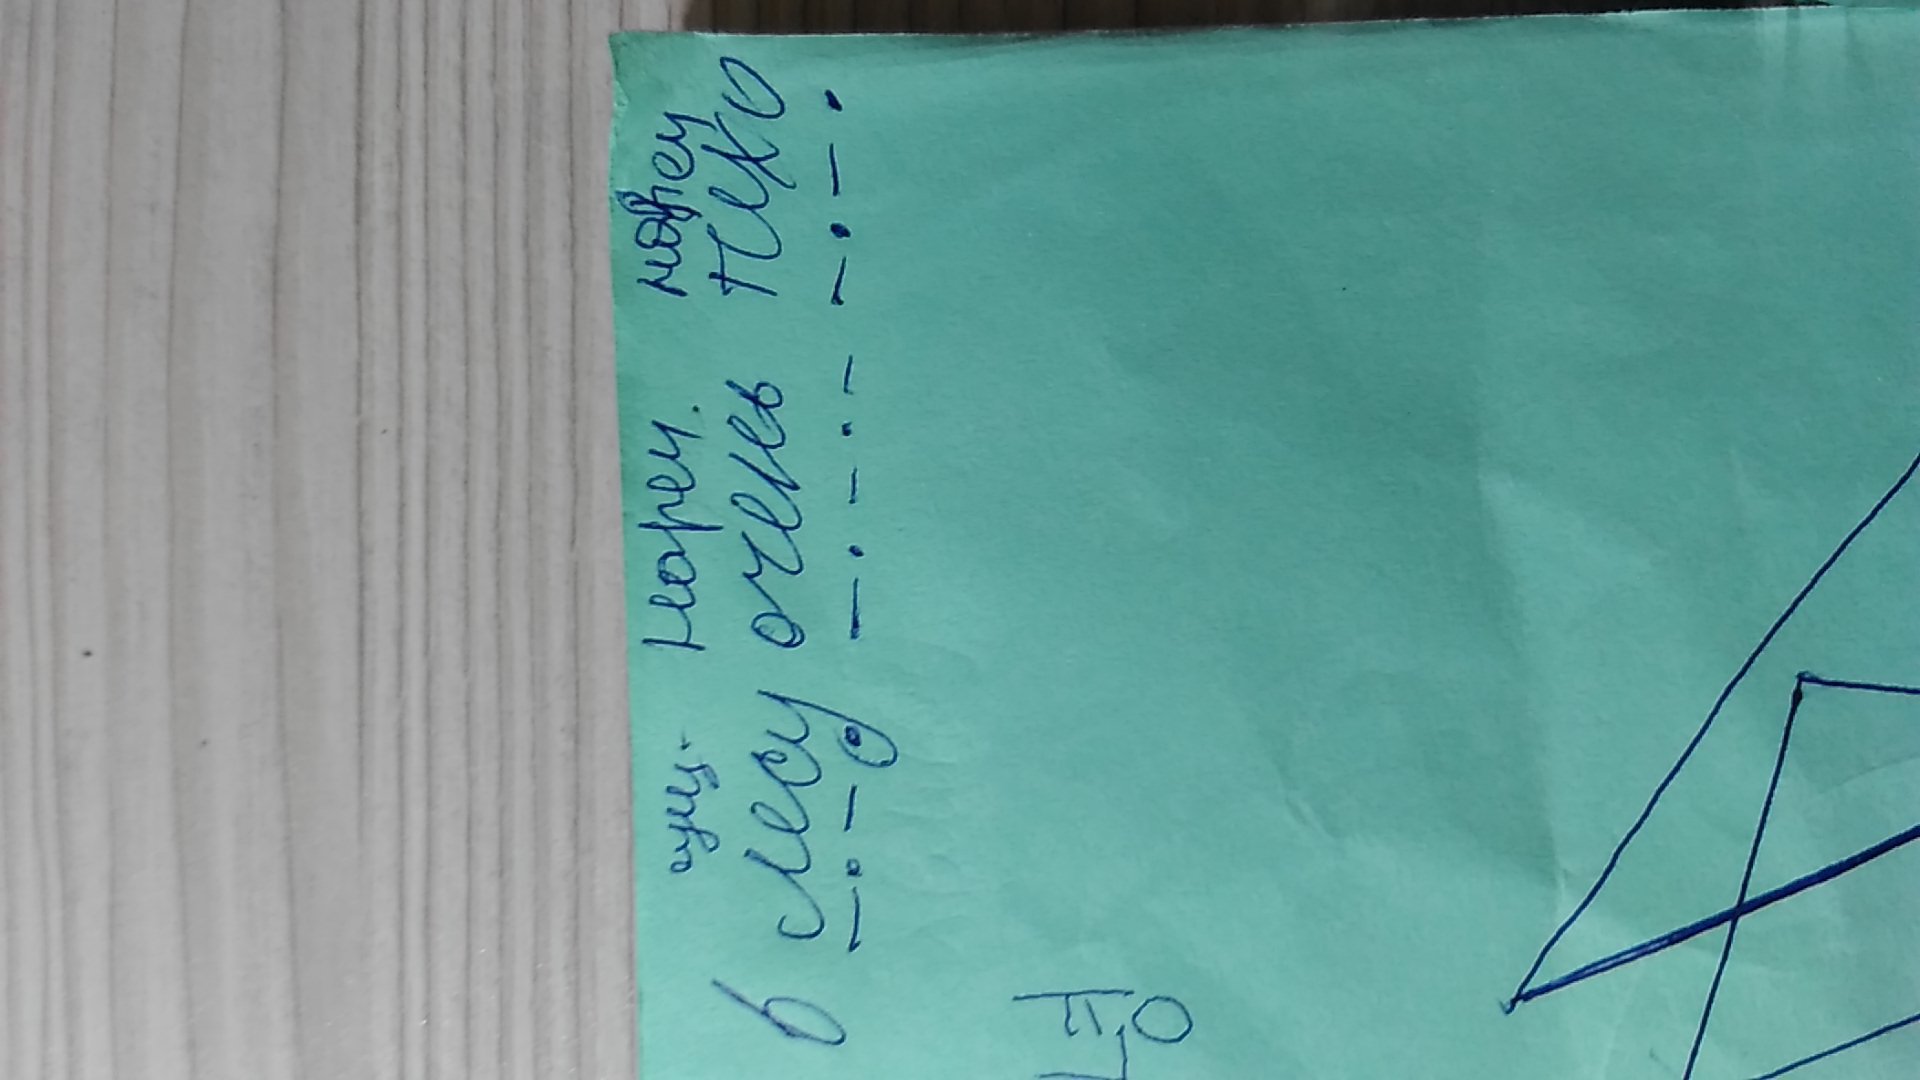 сущ. нареч. нареч
в лесу очень тихо